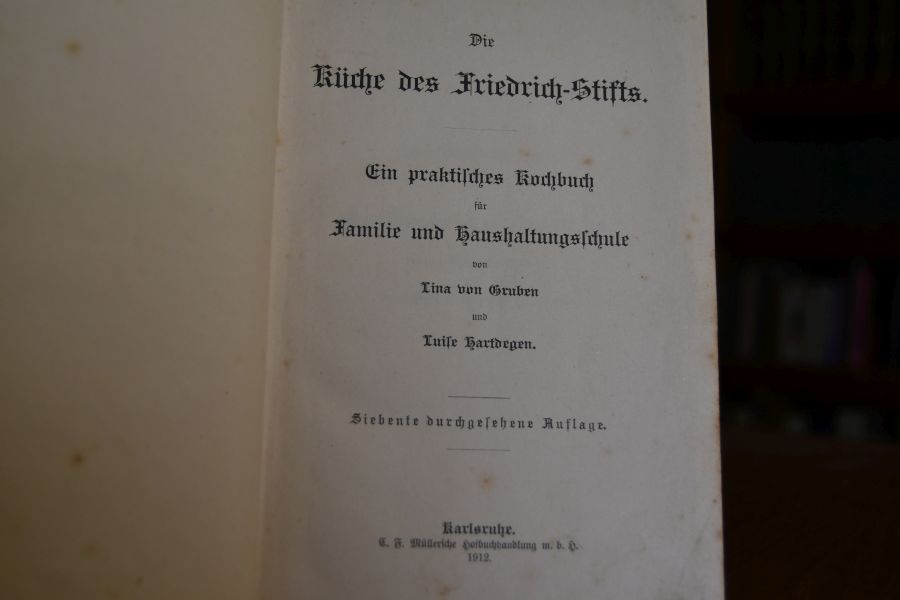 Die
Küche des Friedrich-Stifts.
Ein praktiſches Kochbuch
für
Familie und Haushaltungsſchule
von
Lina von Gruben
und
Luiſe Hartdegen.
Siebente durchgeſehene Auflage.
Karlsruhe.
C. F. Müllerſche Hofbuchhandlung m. b. H.
1912.